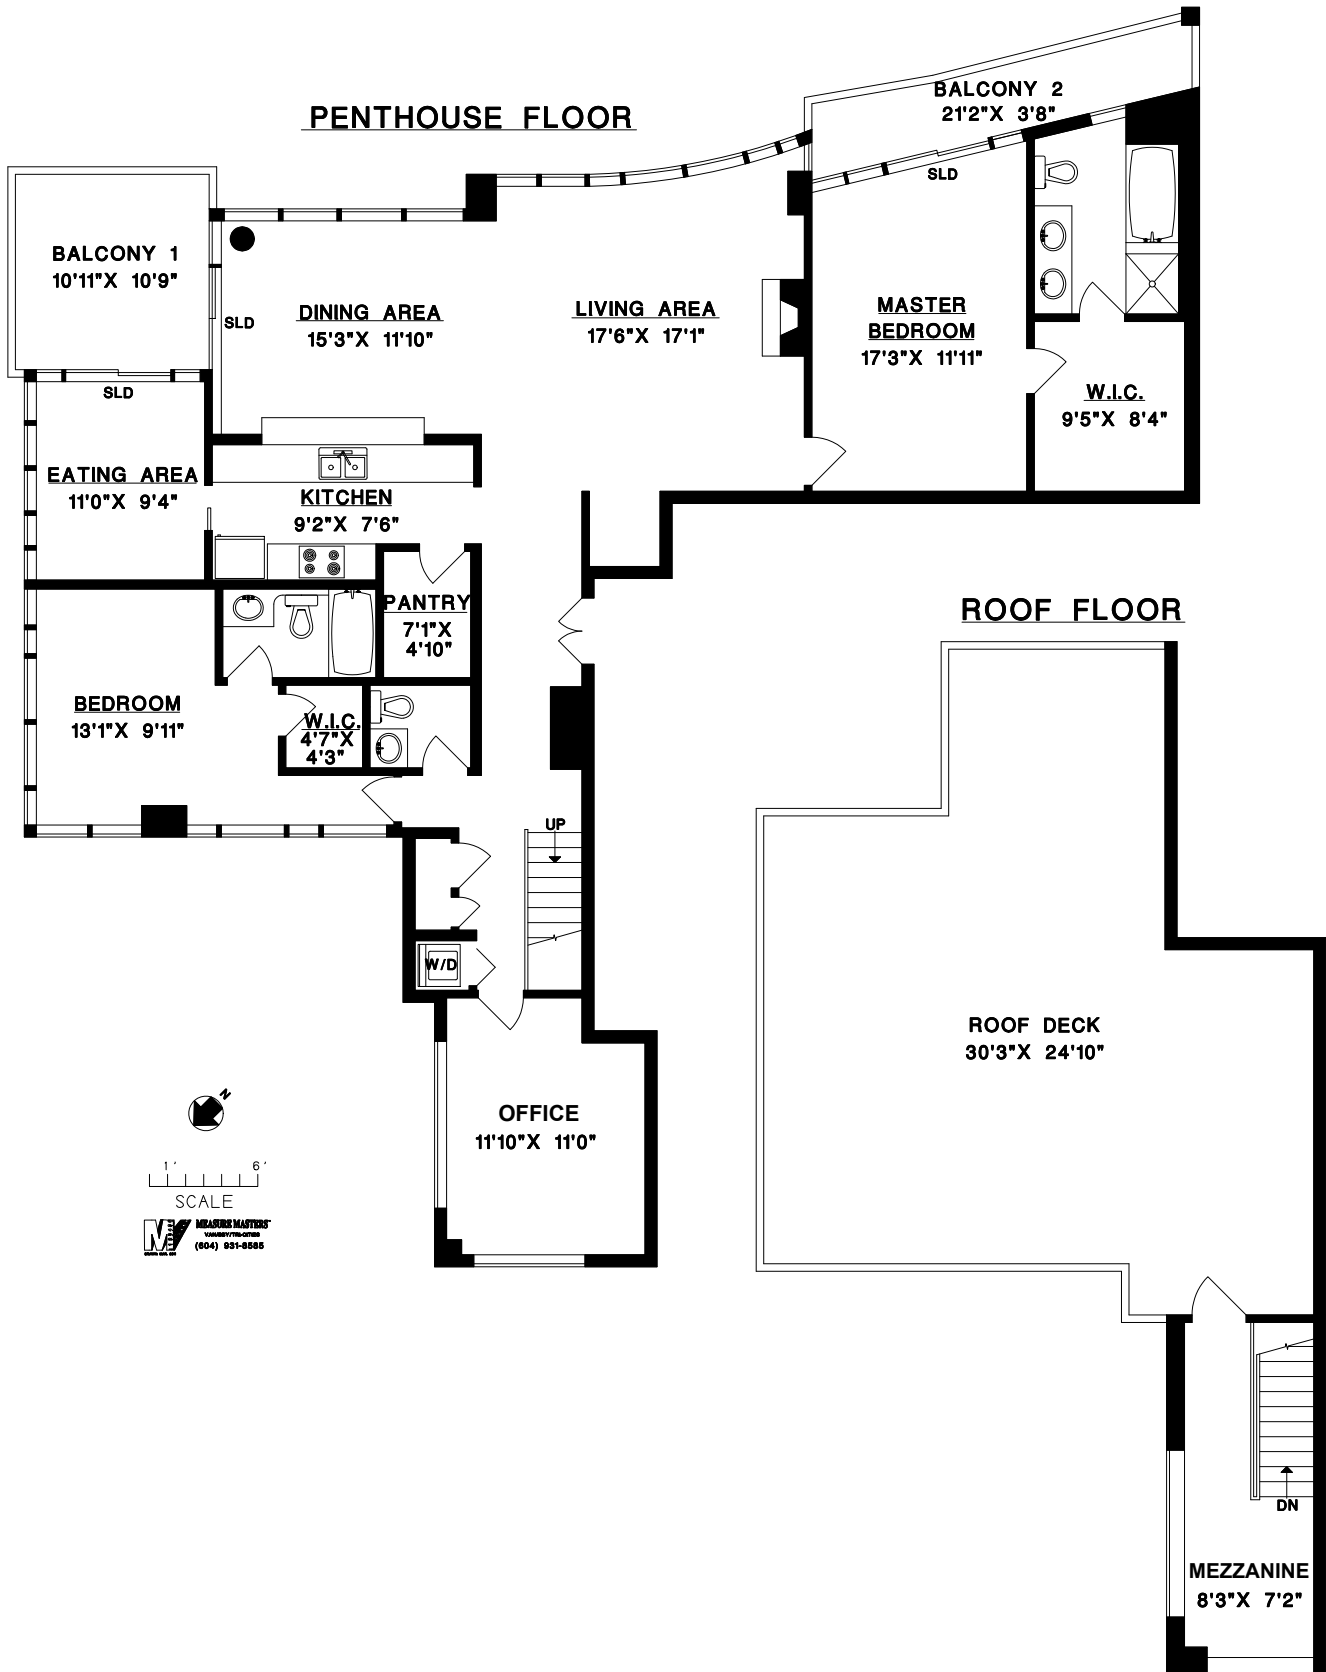 PENTHOUSE FLOOR
BALCONY 2
21'2"X 3'8"
SLD
BALCONY 1
10'11"X 10'9"
SLD
DINING AREA
15'3"X 11'10"
LIVING AREA
17'6"X 17'1"
MASTER
BEDROOM
17'3"X 11'11"
W.I.C.
9'5"X 8'4"
SLD
EATING AREA
11'0"X 9'4"
KITCHEN
9'2"X 7'6"
PANTRY
7'1"X
4'10"
BEDROOM
13'1"X 9'11"
W.I.C.
4'7"X
4'3"
UP
W/D
OFFICE
11'10"X 11'0"
N
1' 6'
SCALE
MEASURE MASTERS
(604) 931-8585
ROOF FLOOR
ROOF DECK
30'3"X 24'10"
DN
MEZZANINE
8'3"X 7'2"